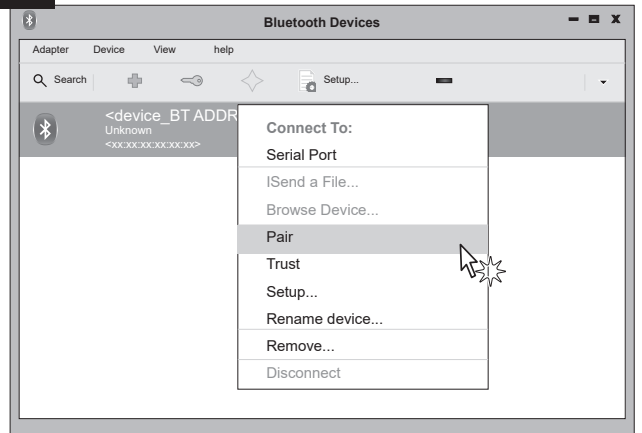 Bluetooth Devices
Adapter Device View help
Search Setup...
<device_BT ADDR
Unknown
<xx:xx:xx:xx:xx:xx>
Connect To:
Serial Port
ISend a File...
Browse Device...
Pair
Trust
Setup...
Rename device...
Remove...
Disconnect